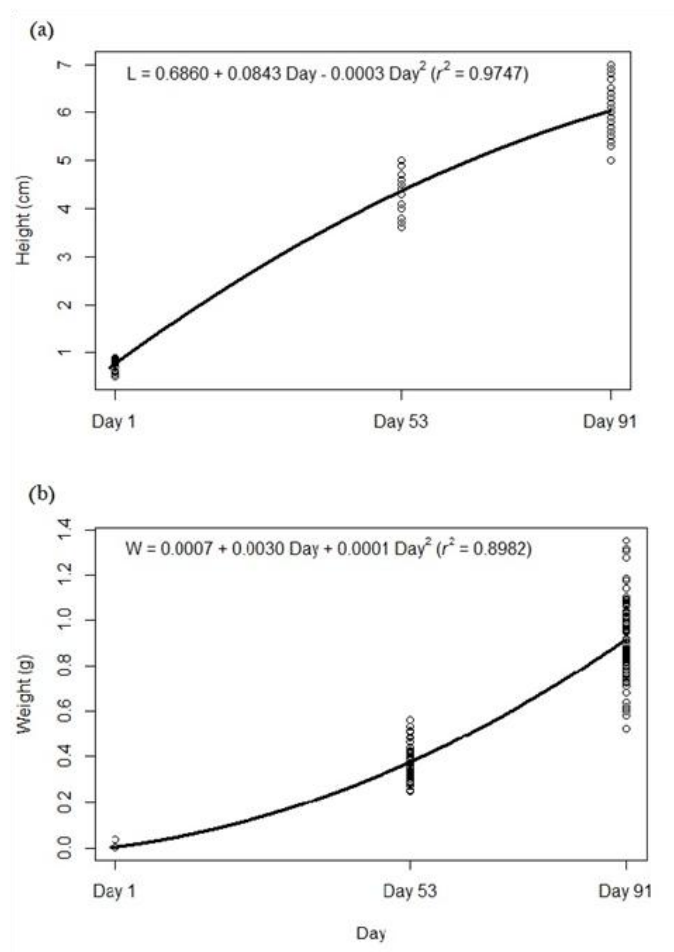 (a)
L = 0.6860 + 0.0843 Day - 0.0003 Day² (r² = 0.9747)
7
6
5
4
3
2
1
Height (cm)
Day 1 Day 53 Day 91
(b)
W = 0.0007 + 0.0030 Day + 0.0001 Day² (r² = 0.8982)
1.4
1.2
1.0
0.8
0.6
0.4
0.2
0.0
Weight (g)
Day 1 Day 53 Day 91
Day